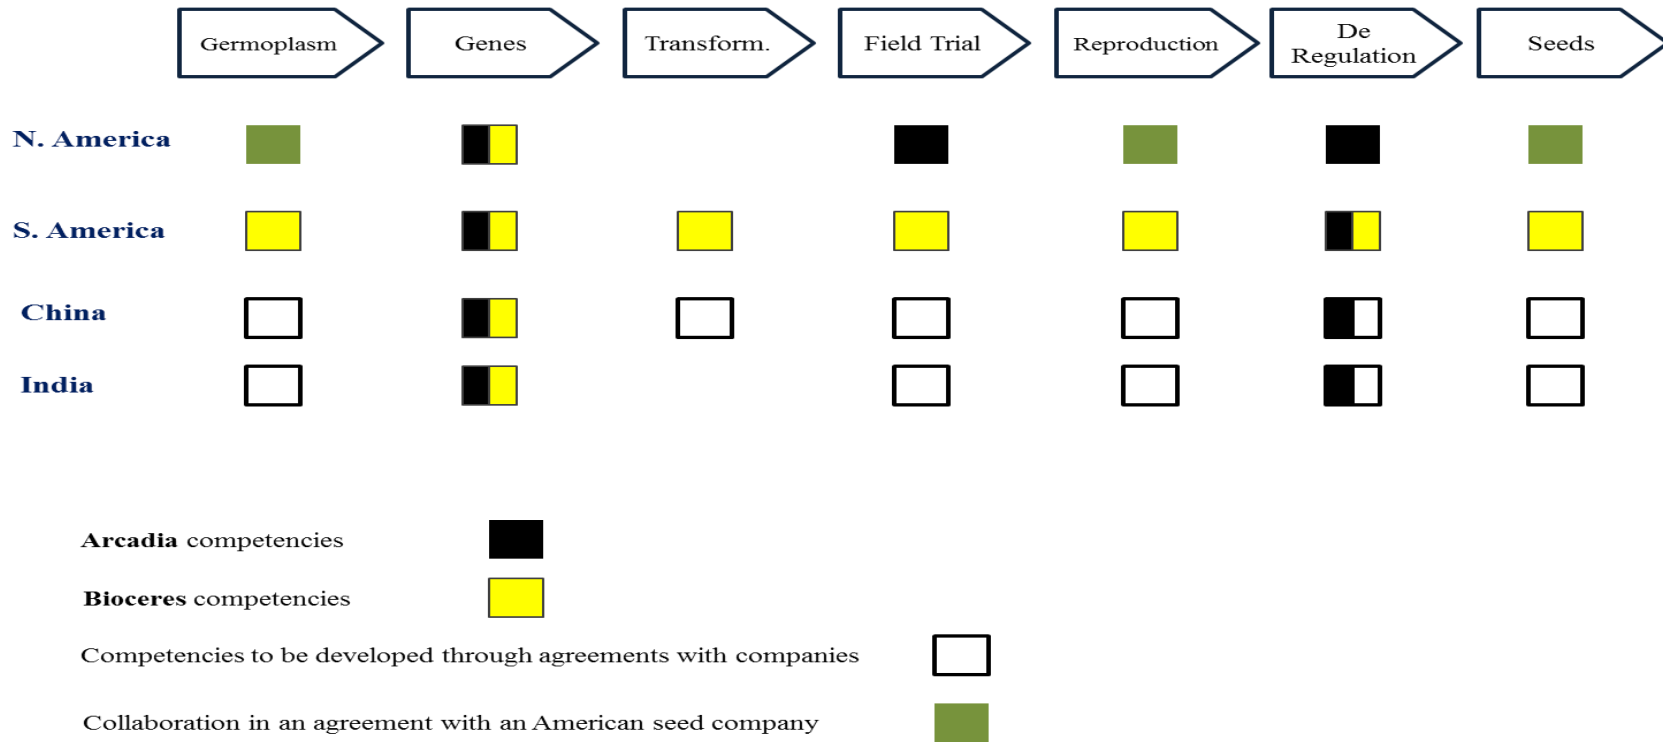 Germoplasm
Genes
Transform.
Field Trial
Reproduction
De
Regulation
Seeds
N. America
S. America
China
India
Arcadia competencies
Bioceres competencies
Competencies to be developed through agreements with companies
Collaboration in an agreement with an American seed company